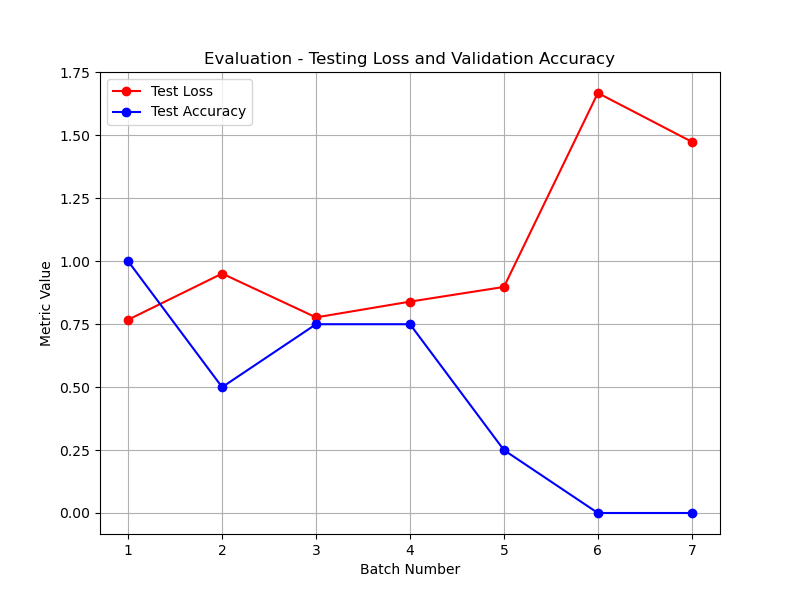 Evaluation - Testing Loss and Validation Accuracy
Test Loss
Test Accuracy
Metric Value
1.75
1.50
1.25
1.00
0.75
0.50
0.25
0.00
1 2 3 4 5 6 7
Batch Number